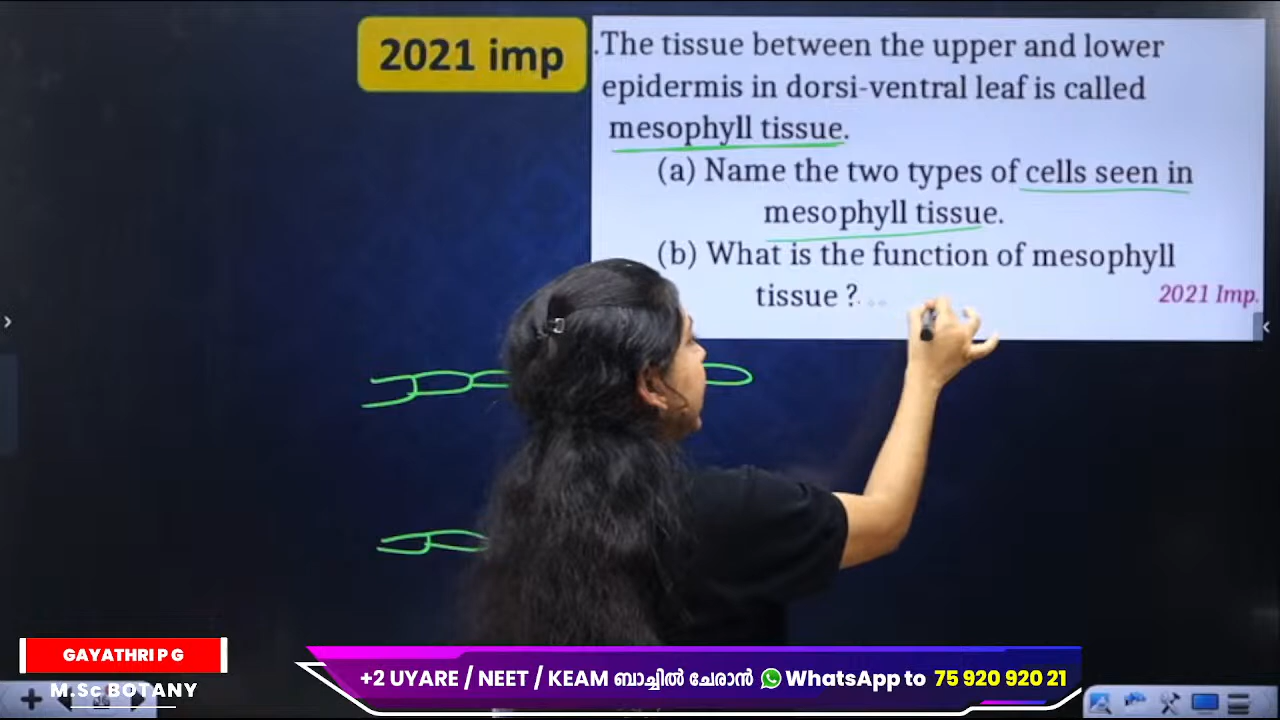 2021 imp
.The tissue between the upper and lower
epidermis in dorsi-ventral leaf is called
mesophyll tissue.
(a) Name the two types of cells seen in
mesophyll tissue.
(b) What is the function of mesophyll
tissue ?
2021 Imp.
GAYATHRI P G
M.Sc BOTANY
+2 UYARE / NEET / KEAM ബാച്ചിൽ ചേരാൻ WhatsApp to 75 920 920 21